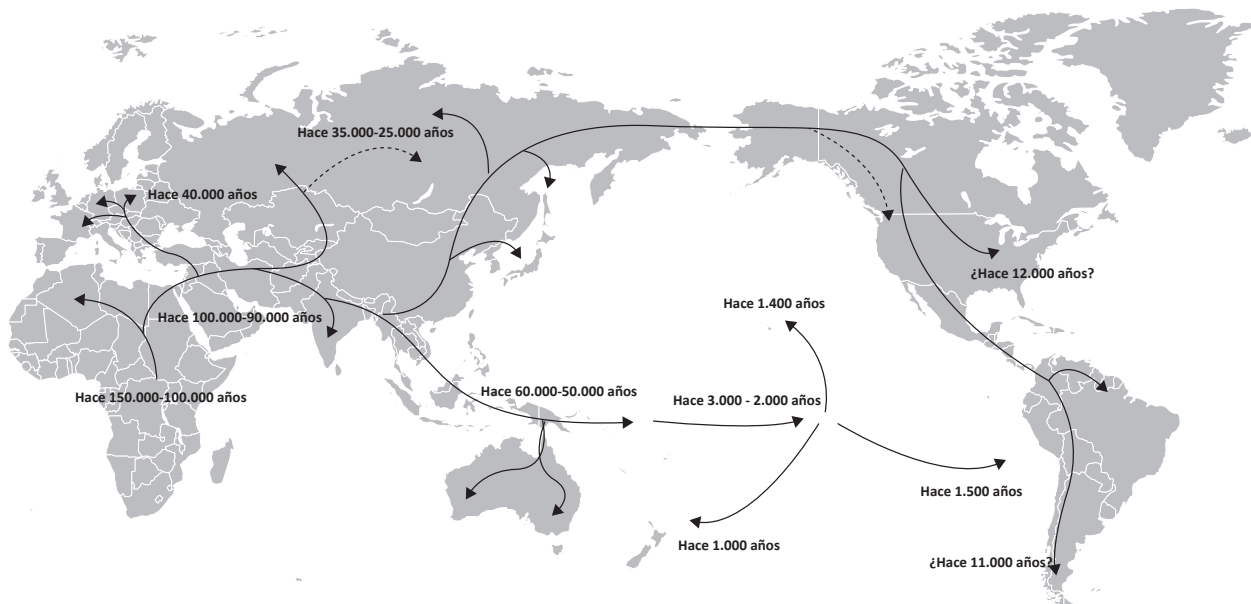 Hace 35.000-25.000 años
Hace 40.000 años
¿Hace 12.000 años?
Hace 1.400 años
Hace 100.000-90.000 años
Hace 60.000-50.000 años
Hace 150.000-100.000 años
Hace 3.000 - 2.000 años
Hace 1.500 años
Hace 1.000 años
¿Hace 11.000 años?